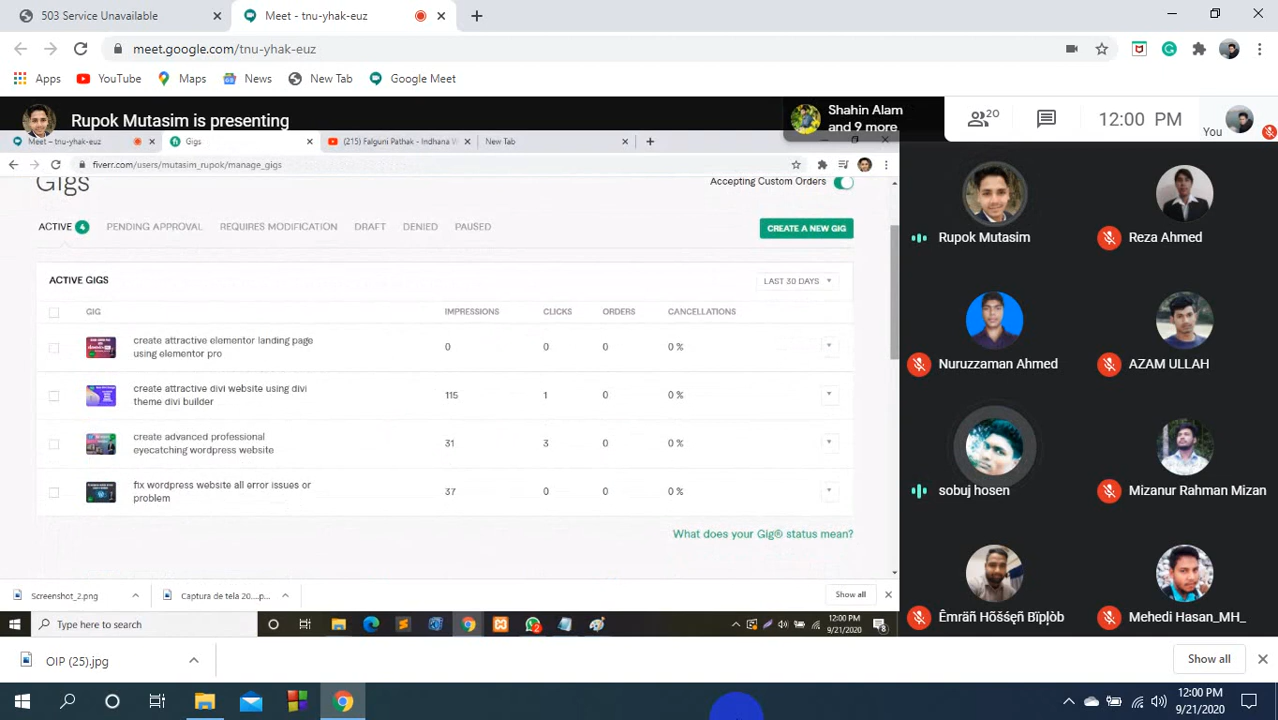 503 Service Unavailable
Meet - tnu-yhak-euz
meet.google.com/tnu-yhak-euz
Apps
YouTube
Maps
News
New Tab
Google Meet
Rupok Mutasim is presenting
Shahin Alam
and 9 more
20
12:00 PM
You
Meet – tnu-yhak-euz
Gigs
(215) Falguni Pathak - Indhana W
New Tab
fiverr.com/users/mutasim_rupok/manage_gigs
Gigs
Accepting Custom Orders
ACTIVE 4
PENDING APPROVAL
REQUIRES MODIFICATION
DRAFT
DENIED
PAUSED
CREATE A NEW GIG
ACTIVE GIGS
LAST 30 DAYS
GIG
IMPRESSIONS
CLICKS
ORDERS
CANCELLATIONS
create attractive elementor landing page
using elementor pro
0
0
0
0 %
create attractive divi website using divi
theme divi builder
115
1
0
0 %
create advanced professional
eyecatching wordpress website
31
3
0
0 %
fix wordpress website all error issues or
problem
37
0
0
0 %
What does your Gig® status mean?
Screenshot_2.png
Captura de tela 20....p...
Show all
Type here to search
12:00 PM
9/21/2020
8
Rupok Mutasim
Reza Ahmed
Nuruzzaman Ahmed
AZAM ULLAH
sobuj hosen
Mizanur Rahman Mizan
Êmräñ Hõšśęñ Bïpļòb
Mehedi Hasan_MH_
OIP (25).jpg
Show all
12:00 PM
9/21/2020